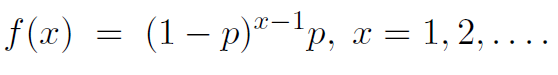 f(x) = (1 − p)^{x−1}p, x = 1, 2, . . . .